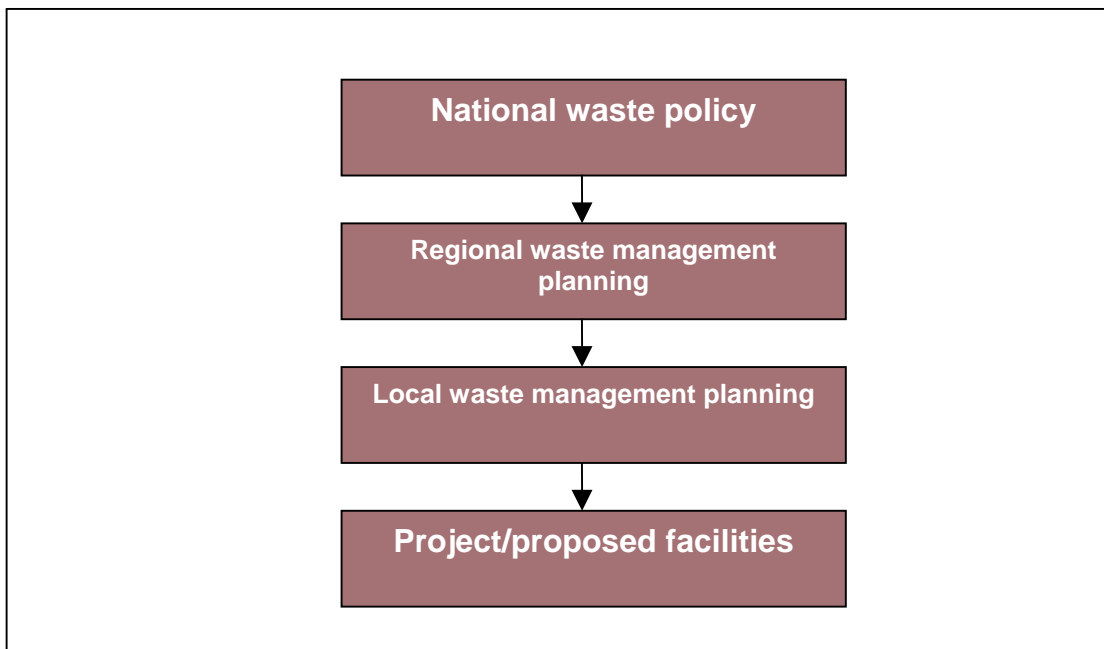 National waste policy
Regional waste management
planning
Local waste management planning
Project/proposed facilities